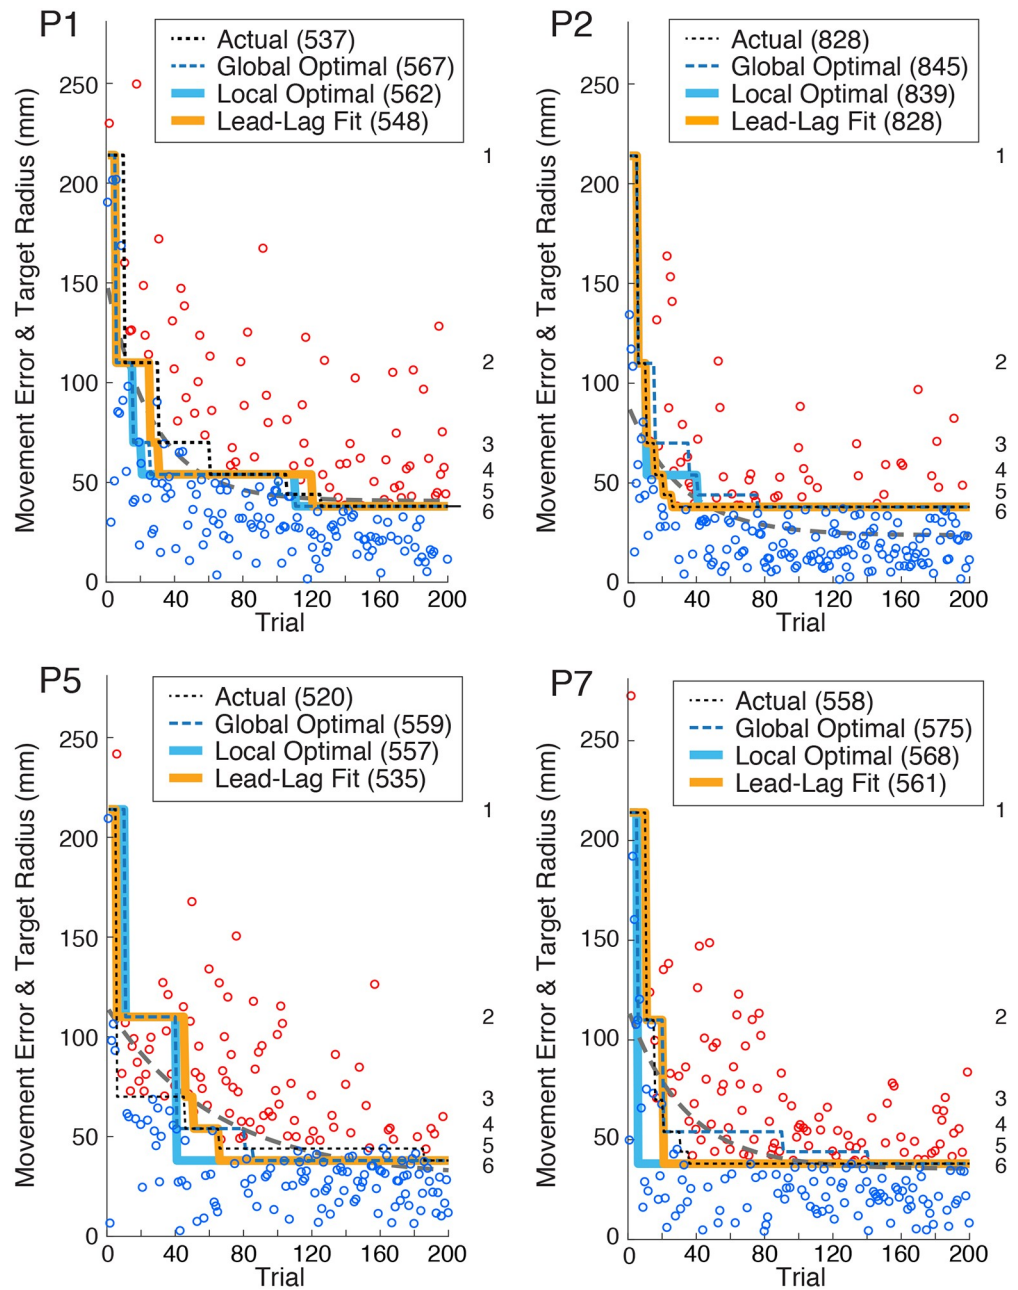 P1
Actual (537)
Global Optimal (567)
Local Optimal (562)
Lead-Lag Fit (548)
Movement Error & Target Radius (mm)
250
200
150
100
50
0
1
2
3
4
5
6
0 40 80 120 160 200
Trial
P2
Actual (828)
Global Optimal (845)
Local Optimal (839)
Lead-Lag Fit (828)
Movement Error & Target Radius (mm)
250
200
150
100
50
0
1
2
3
4
5
6
0 40 80 120 160 200
Trial
P5
Actual (520)
Global Optimal (559)
Local Optimal (557)
Lead-Lag Fit (535)
Movement Error & Target Radius (mm)
250
200
150
100
50
0
1
2
3
4
5
6
0 40 80 120 160 200
Trial
P7
Actual (558)
Global Optimal (575)
Local Optimal (568)
Lead-Lag Fit (561)
Movement Error & Target Radius (mm)
250
200
150
100
50
0
1
2
3
4
5
6
0 40 80 120 160 200
Trial